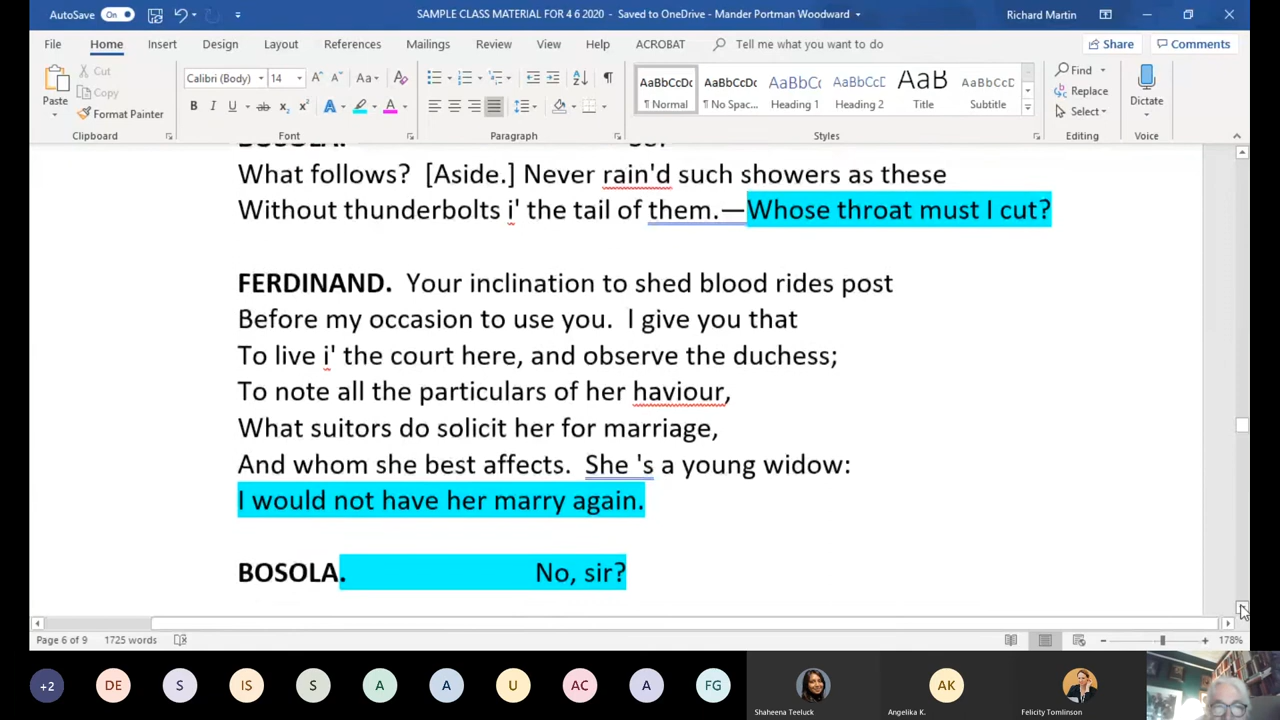 AutoSave On SAMPLE CLASS MATERIAL FOR 4 6 2020 - Saved to OneDrive - Mander Portman Woodward Richard Martin
File Home Insert Design Layout References Mailings Review View Help ACROBAT Tell me what you want to do Share Comments
Paste Cut Copy Format Painter
Calibri (Body) 14 Aa
B I U ab x2 x2 A A
AaBbCcDc AaBbCcDc AaBbC( AaBbCcE AaB AaBbCcD
¶ Normal ¶ No Spac... Heading 1 Heading 2 Title Subtitle
Find Replace Select Dictate
Clipboard Font Paragraph Styles Editing Voice
BOSOLA. So:
What follows? [Aside.] Never rain'd such showers as these
Without thunderbolts i' the tail of them.—Whose throat must I cut?
FERDINAND. Your inclination to shed blood rides post
Before my occasion to use you. I give you that
To live i' the court here, and observe the duchess;
To note all the particulars of her haviour,
What suitors do solicit her for marriage,
And whom she best affects. She 's a young widow:
I would not have her marry again.
BOSOLA. No, sir?
Page 6 of 9 1725 words 178%
+2 DE S IS S A A U AC A FG AK
Shaheena Teeluck Angelika K. Felicity Tomlinson